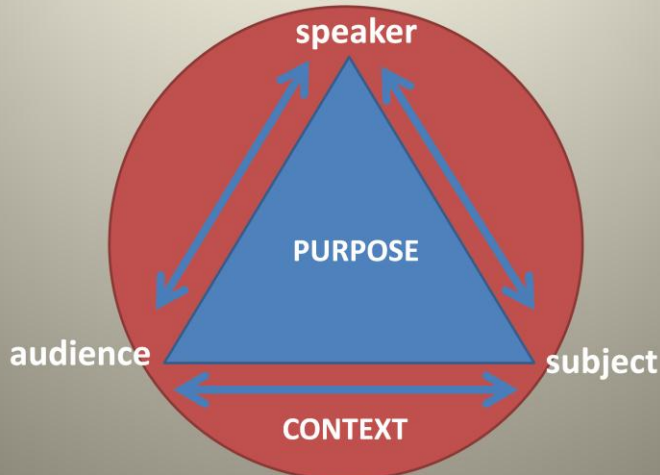 speaker
PURPOSE
audience
subject
CONTEXT